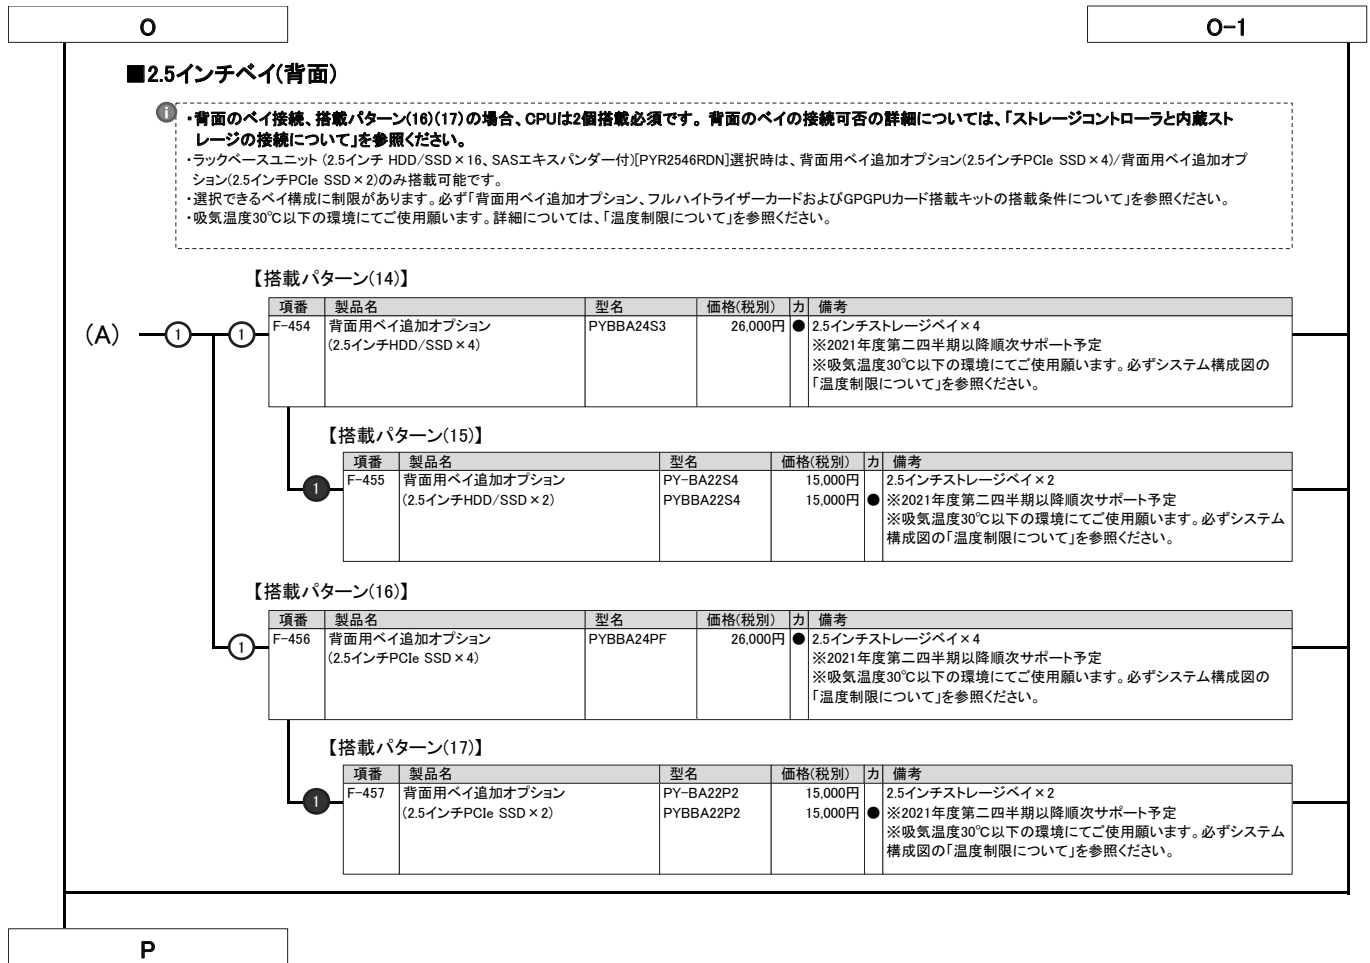 O
O-1
■2.5インチベイ(背面)
i
・背面のベイ接続、搭載パターン(16)(17)の場合、CPUは2個搭載必須です。背面のベイの接続可否の詳細については、「ストレージコントローラと内蔵スト
レージの接続について」を参照ください。
・ラックベースユニット (2.5インチ HDD/SSD×16、SASエキスパンダー付)[PYR2546RDN]選択時は、背面用ベイ追加オプション(2.5インチPCIe SSD×4)/背面用ベイ追加オプ
ション(2.5インチPCIe SSD×2)のみ搭載可能です。
・選択できるベイ構成に制限があります。必ず「背面用ベイ追加オプション、フルハイトライザーカードおよびGPGPUカード搭載キットの搭載条件について」を参照ください。
・吸気温度30℃以下の環境にてご使用願います。詳細については、「温度制限について」を参照ください。
【搭載パターン(14)】
項番 製品名 型名 価格(税別) カ 備考
(A) 1 1 F-454 背面用ベイ追加オプション PYBBA24S3 26,000円 ● 2.5インチストレージベイ×4
(2.5インチHDD/SSD×4) ※2021年度第二四半期以降順次サポート予定
※吸気温度30℃以下の環境にてご使用願います。必ずシステム構成図の
「温度制限について」を参照ください。
【搭載パターン(15)】
項番 製品名 型名 価格(税別) カ 備考
1 F-455 背面用ベイ追加オプション PY-BA22S4 15,000円 2.5インチストレージベイ×2
(2.5インチHDD/SSD×2) PYBBA22S4 15,000円 ● ※2021年度第二四半期以降順次サポート予定
※吸気温度30℃以下の環境にてご使用願います。必ずシステム
構成図の「温度制限について」を参照ください。
【搭載パターン(16)】
項番 製品名 型名 価格(税別) カ 備考
1 F-456 背面用ベイ追加オプション PYBBA24PF 26,000円 ● 2.5インチストレージベイ×4
(2.5インチPCIe SSD×4) ※2021年度第二四半期以降順次サポート予定
※吸気温度30℃以下の環境にてご使用願います。必ずシステム構成図の
「温度制限について」を参照ください。
【搭載パターン(17)】
項番 製品名 型名 価格(税別) カ 備考
1 F-457 背面用ベイ追加オプション PY-BA22P2 15,000円 2.5インチストレージベイ×2
(2.5インチPCIe SSD×2) PYBBA22P2 15,000円 ● ※2021年度第二四半期以降順次サポート予定
※吸気温度30℃以下の環境にてご使用願います。必ずシステム
構成図の「温度制限について」を参照ください。
P